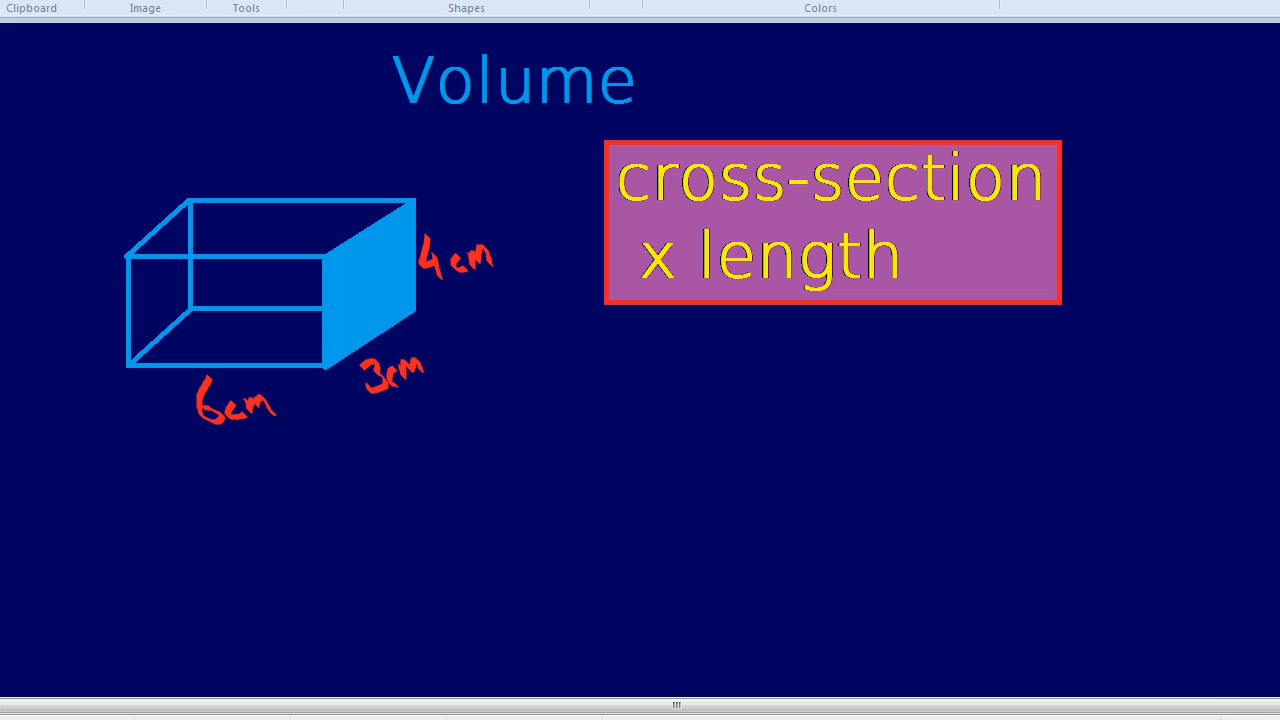 Clipboard Image Tools Shapes Colors
Volume
cross-section
x length
4cm
3cm
6cm